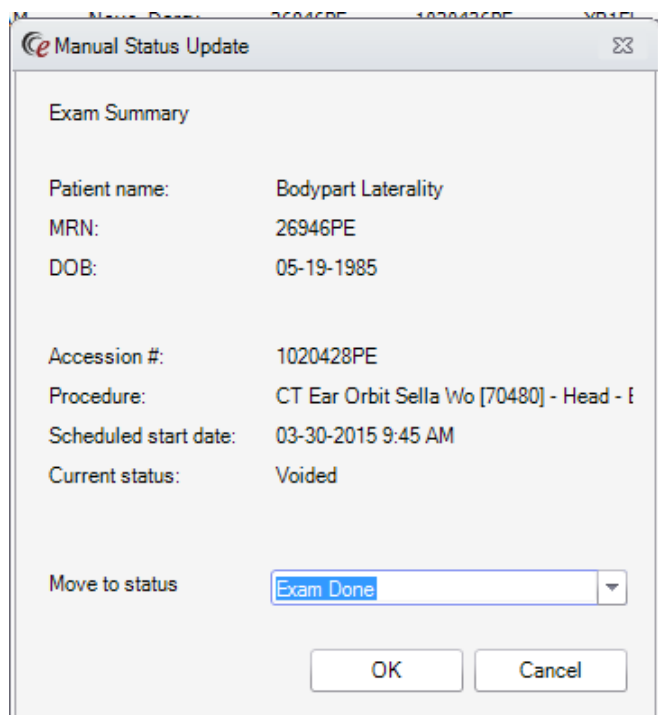 Manual Status Update
Exam Summary
Patient name: Bodypart Laterality
MRN: 26946PE
DOB: 05-19-1985
Accession #: 1020428PE
Procedure: CT Ear Orbit Sella Wo [70480] - Head -
Scheduled start date: 03-30-2015 9:45 AM
Current status: Voided
Move to status Exam Done
OK Cancel